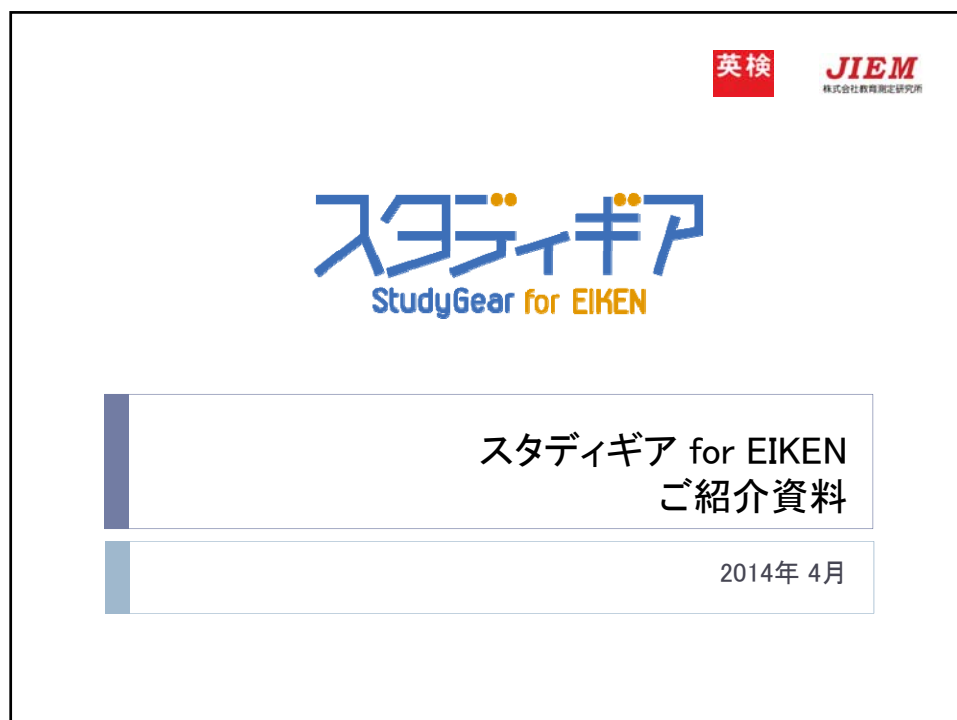 英検
JIEM
株式会社教育測定研究所
スタディギア
StudyGear for EIKEN
スタディギア for EIKEN
ご紹介資料
2014年 4月